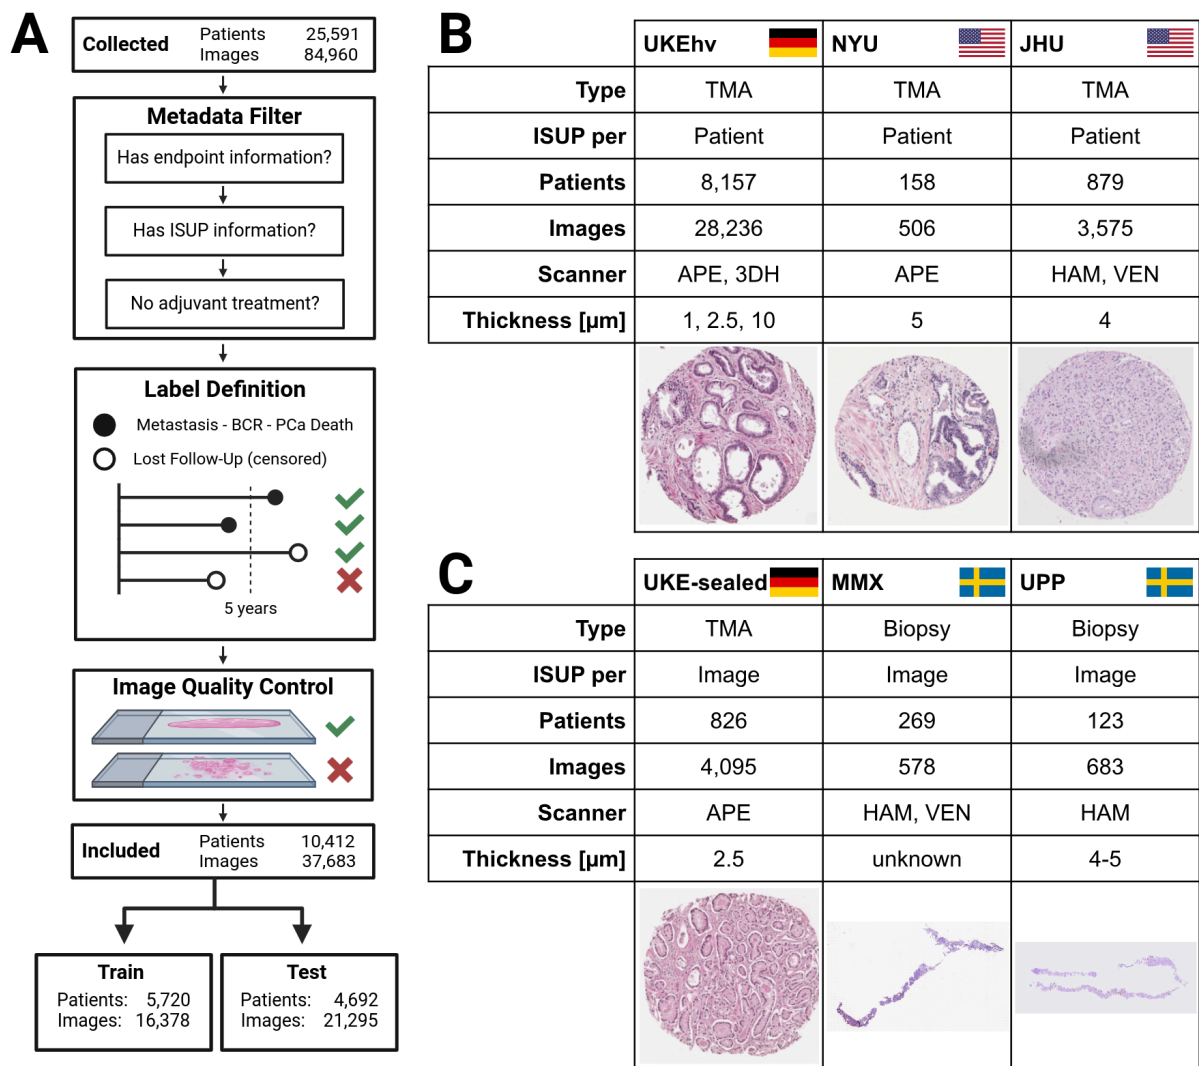 A
Collected Patients 25,591
Images 84,960
Metadata Filter
Has endpoint information?
Has ISUP information?
No adjuvant treatment?
Label Definition
Metastasis - BCR - PCa Death
Lost Follow-Up (censored)
5 years
Image Quality Control
Included Patients 10,412
Images 37,683
Train
Patients: 5,720
Images: 16,378
Test
Patients: 4,692
Images: 21,295
B
UKEhv NYU JHU
Type TMA TMA TMA
ISUP per Patient Patient Patient
Patients 8,157 158 879
Images 28,236 506 3,575
Scanner APE, 3DH APE HAM, VEN
Thickness [µm] 1, 2.5, 10 5 4
C
UKE-sealed MMX UPP
Type TMA Biopsy Biopsy
ISUP per Image Image Image
Patients 826 269 123
Images 4,095 578 683
Scanner APE HAM, VEN HAM
Thickness [µm] 2.5 unknown 4-5